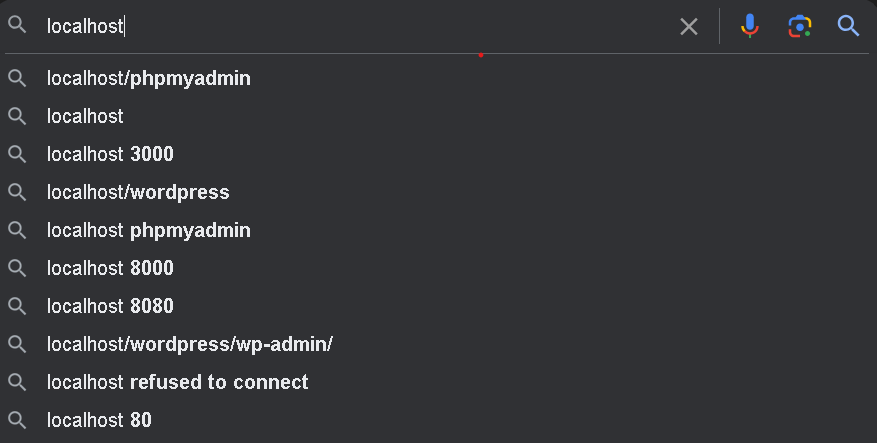 localhost
localhost/phpmyadmin
localhost
localhost 3000
localhost/wordpress
localhost phpmyadmin
localhost 8000
localhost 8080
localhost/wordpress/wp-admin/
localhost refused to connect
localhost 80